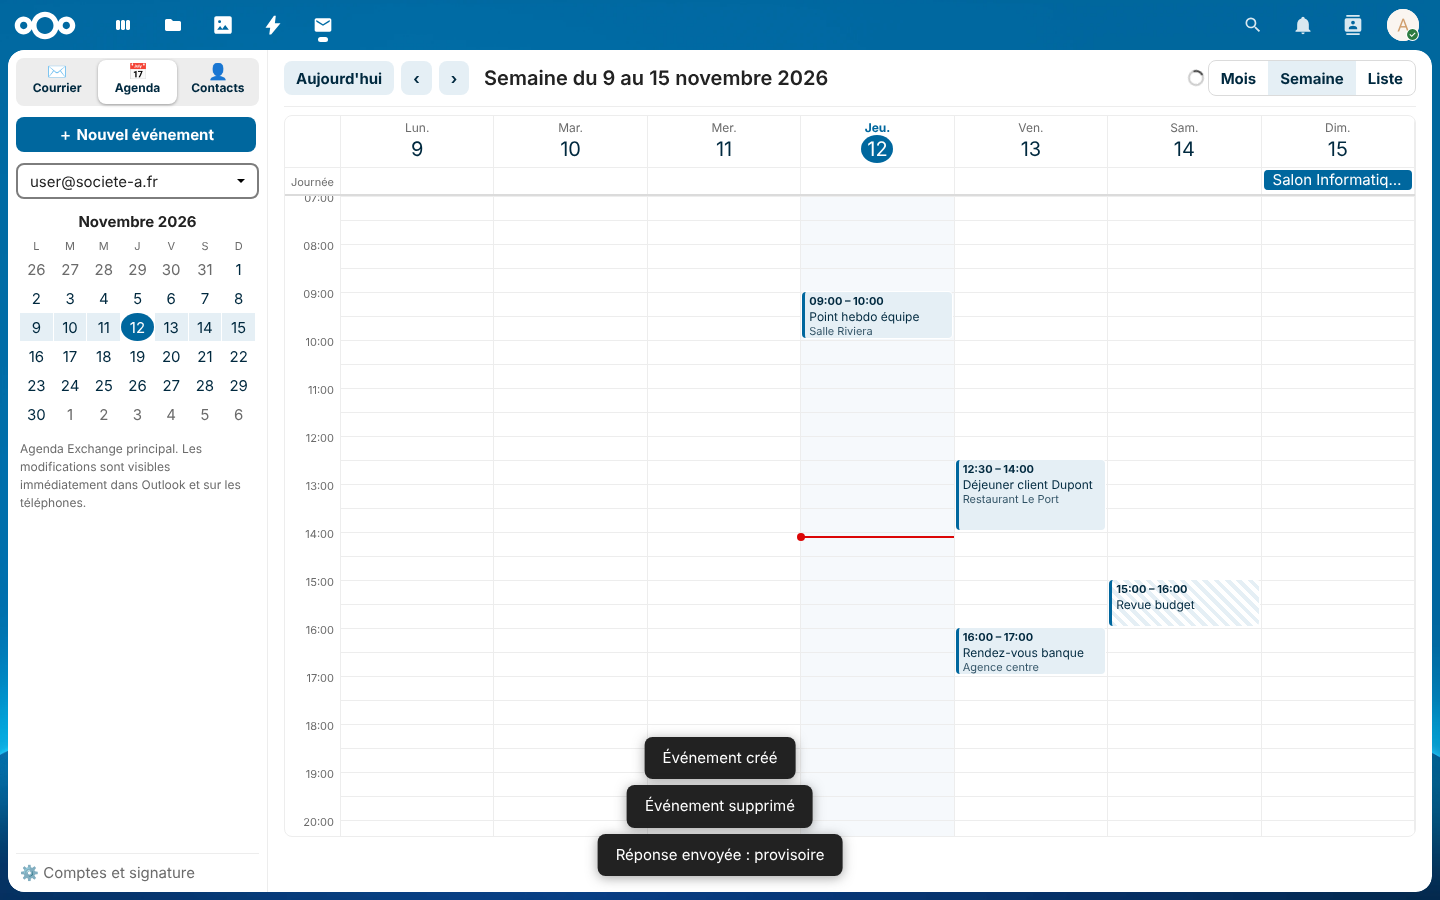 A
Courrier
Agenda
Contacts
+ Nouvel événement
user@societe-a.fr
Novembre 2026
L M M J V S D
26 27 28 29 30 31 1
2 3 4 5 6 7 8
9 10 11 12 13 14 15
16 17 18 19 20 21 22
23 24 25 26 27 28 29
30 1 2 3 4 5 6
Agenda Exchange principal. Les
modifications sont visibles
immédiatement dans Outlook et sur les
téléphones.
Comptes et signature
Aujourd'hui
‹
›
Semaine du 9 au 15 novembre 2026
Mois
Semaine
Liste
Lun. Mar. Mer. Jeu. Ven. Sam. Dim.
9 10 11 12 13 14 15
Journée
Salon Informatiq…
07:00
08:00
09:00
10:00
11:00
12:00
13:00
14:00
15:00
16:00
17:00
18:00
19:00
20:00
09:00 – 10:00
Point hebdo équipe
Salle Riviera
12:30 – 14:00
Déjeuner client Dupont
Restaurant Le Port
16:00 – 17:00
Rendez-vous banque
Agence centre
15:00 – 16:00
Revue budget
Événement créé
Événement supprimé
Réponse envoyée : provisoire